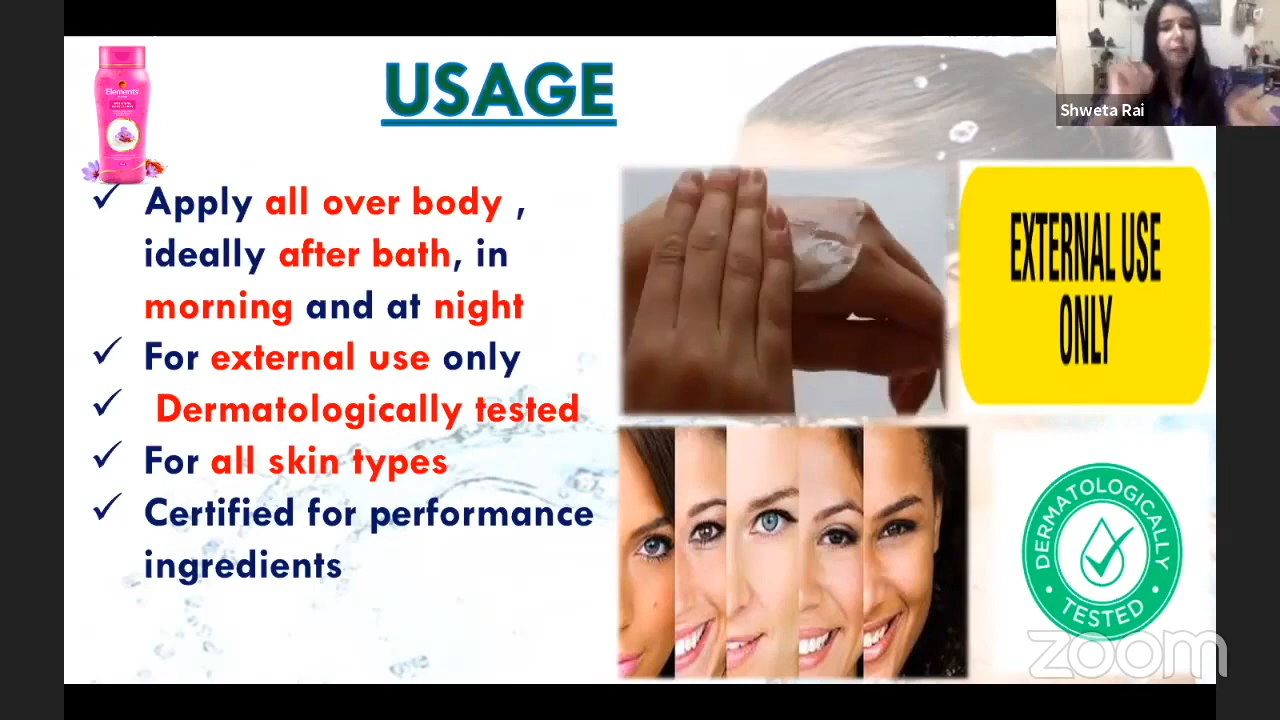 USAGE
Shweta Rai
Elements
✓ Apply all over body ,
ideally after bath, in
morning and at night
✓ For external use only
✓ Dermatologically tested
✓ For all skin types
✓ Certified for performance
ingredients
EXTERNAL USE
ONLY
DERMATOLOGICALLY
• TESTED •
zoom